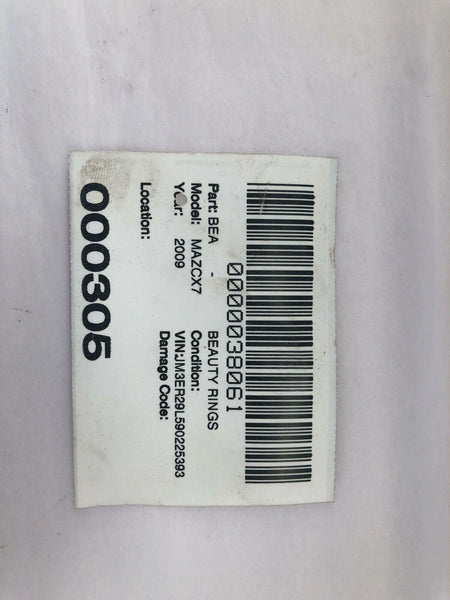 0000038061
Part: BEA - BEAUTY RINGS
Model: MAZCX7 Condition:
Year: 2009 VIN:JM3ER29L590225393
Damage Code:
Location:
000305